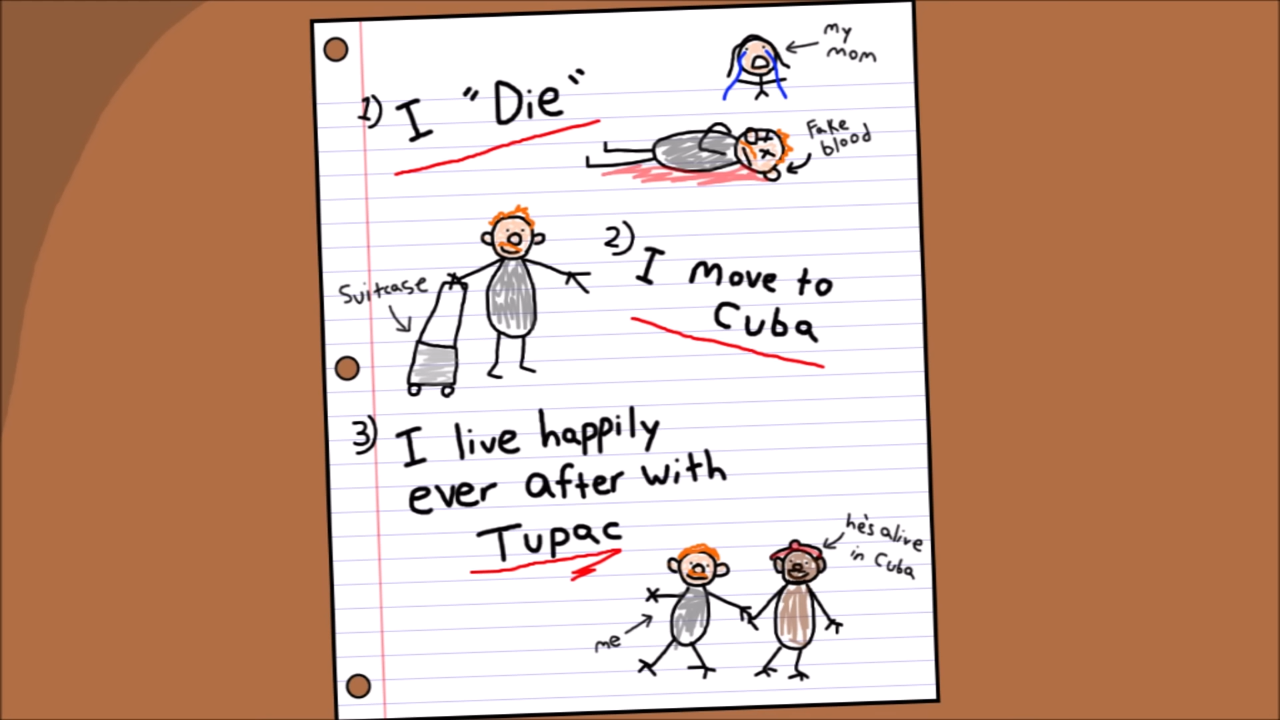 my
mom
1) I "Die"
Fake
blood
2) I move to
Cuba
Suitcase
3) I live happily
ever after with
Tupac
he's alive
in Cuba
me